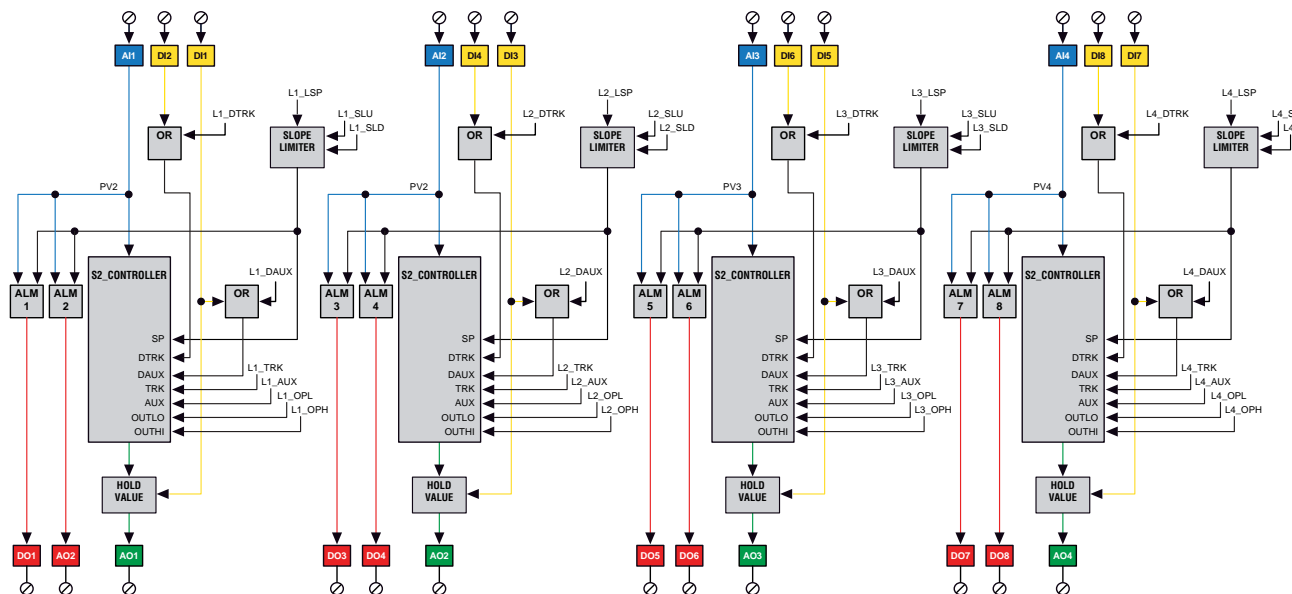 AI1 DI2 DI1 AI2 DI4 DI3 AI3 DI6 DI5 AI4 DI8 DI7
L1_LSP L2_LSP L3_LSP L4_LSP
L1_DTRK L1_SLU L2_DTRK L2_SLU L3_DTRK L3_SLU L4_DTRK L4_S
L1_SLD L2_SLD L3_SLD L4
OR SLOPE OR SLOPE OR SLOPE OR SLOPE
LIMITER LIMITER LIMITER LIMITER
PV2 PV2 PV3 PV4
S2_CONTROLLER L1_DAUX S2_CONTROLLER L2_DAUX S2_CONTROLLER L3_DAUX S2_CONTROLLER L4_DAUX
ALM ALM OR ALM ALM OR ALM ALM OR ALM ALM OR
1 2 3 4 5 6 7 8
SP SP SP SP
DTRK DTRK DTRK DTRK
DAUX L1_TRK DAUX L2_TRK DAUX L3_TRK DAUX L4_TRK
TRK L1_AUX TRK L2_AUX TRK L3_AUX TRK L4_AUX
AUX L1_OPL AUX L2_OPL AUX L3_OPL AUX L4_OPL
OUTLO L1_OPH OUTLO L2_OPH OUTLO L3_OPH OUTLO L4_OPH
OUTHI OUTHI OUTHI OUTHI
HOLD HOLD HOLD HOLD
VALUE VALUE VALUE VALUE
DO1 AO2 AO1 DO3 DO4 AO2 DO5 DO6 AO3 DO7 DO8 AO4